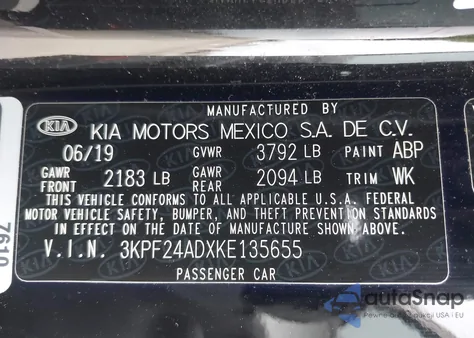 MANUFACTURED BY
KIA KIA MOTORS MEXICO S.A. DE C.V.
06/19 GVWR 3792 LB PAINT ABP
GAWR FRONT 2183 LB GAWR REAR 2094 LB TRIM WK
THIS VEHICLE CONFORMS TO ALL APPLICABLE U.S.A. FEDERAL
MOTOR VEHICLE SAFETY, BUMPER, AND THEFT PREVENTION STANDARDS
IN EFFECT ON THE DATE OF MANUFACTURE SHOWN ABOVE.
V.I.N. 3KPF24ADXKE135655
PASSENGER CAR
autoSnap